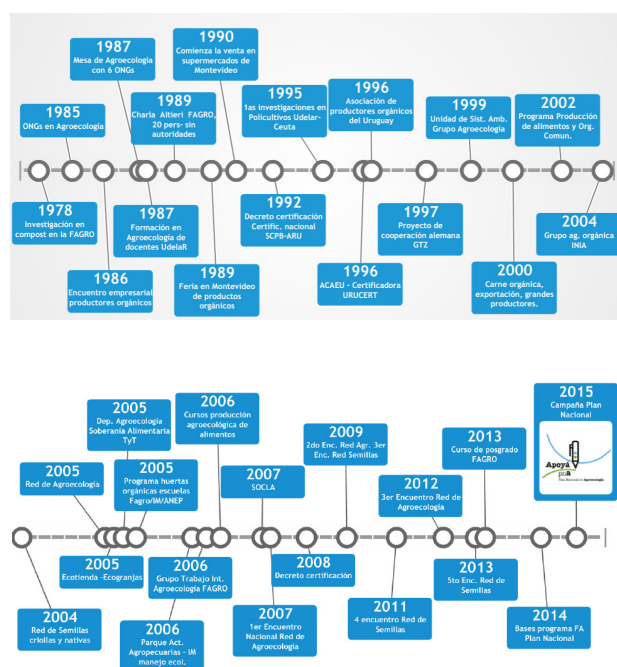 1978
Investigación en
compost en la FAGRO
1985
ONGs en Agroecología
1986
Encuentro empresarial
productores orgánicos
1987
Mesa de Agroecología
con 6 ONGs
1987
Formación en
Agroecología de
docentes UdelaR
1989
Charla Altieri FAGRO,
20 pers- sin
autoridades
1989
Feria en Montevideo
de productos
orgánicos
1990
Comienza la venta en
supermercados de
Montevideo
1992
Decreto certificación
Certific. nacional
SCPB-ARU
1995
1as investigaciones en
Policultivos Udelar-
Ceuta
1996
ACAEU - Certificadora
URUCERT
1996
Asociación de
productores orgánicos
del Uruguay
1997
Proyecto de
cooperación alemana
GTZ
1999
Unidad de Sist. Amb.
Grupo Agroecología
2000
Carne orgánica,
exportación, grandes
productores.
2002
Programa Producción
de alimentos y Org.
Comun.
2004
Grupo ag. orgánica
INIA
2004
Red de Semillas
criollas y nativas
2005
Red de Agroecología
2005
Ecotienda -Ecogranjas
2005
Dep. Agroecología
Soberanía Alimentaria
TyT
2005
Programa huertas
orgánicas escuelas
Fagro/IM/ANEP
2006
Parque Act.
Agropecuarias - IM
manejo ecol.
2006
Grupo Trabajo Int.
Agroecología FAGRO
2006
Cursos producción
agroecológica de
alimentos
2007
SOCLA
2007
1er Encuentro
Nacional Red de
Agroecología
2008
Decreto certificación
2009
2do Enc. Red Agr. 3er
Enc. Red Semillas
2011
4 encuentro Red de
Semillas
2012
3er Encuentro Red de
Agroecología
2013
5to Enc. Red de
Semillas
2013
Curso de posgrado
FAGRO
2014
Bases programa FA
Plan Nacional
2015
Campaña Plan
Nacional
Apoyá
pna
Plan Nacional de Agroecología